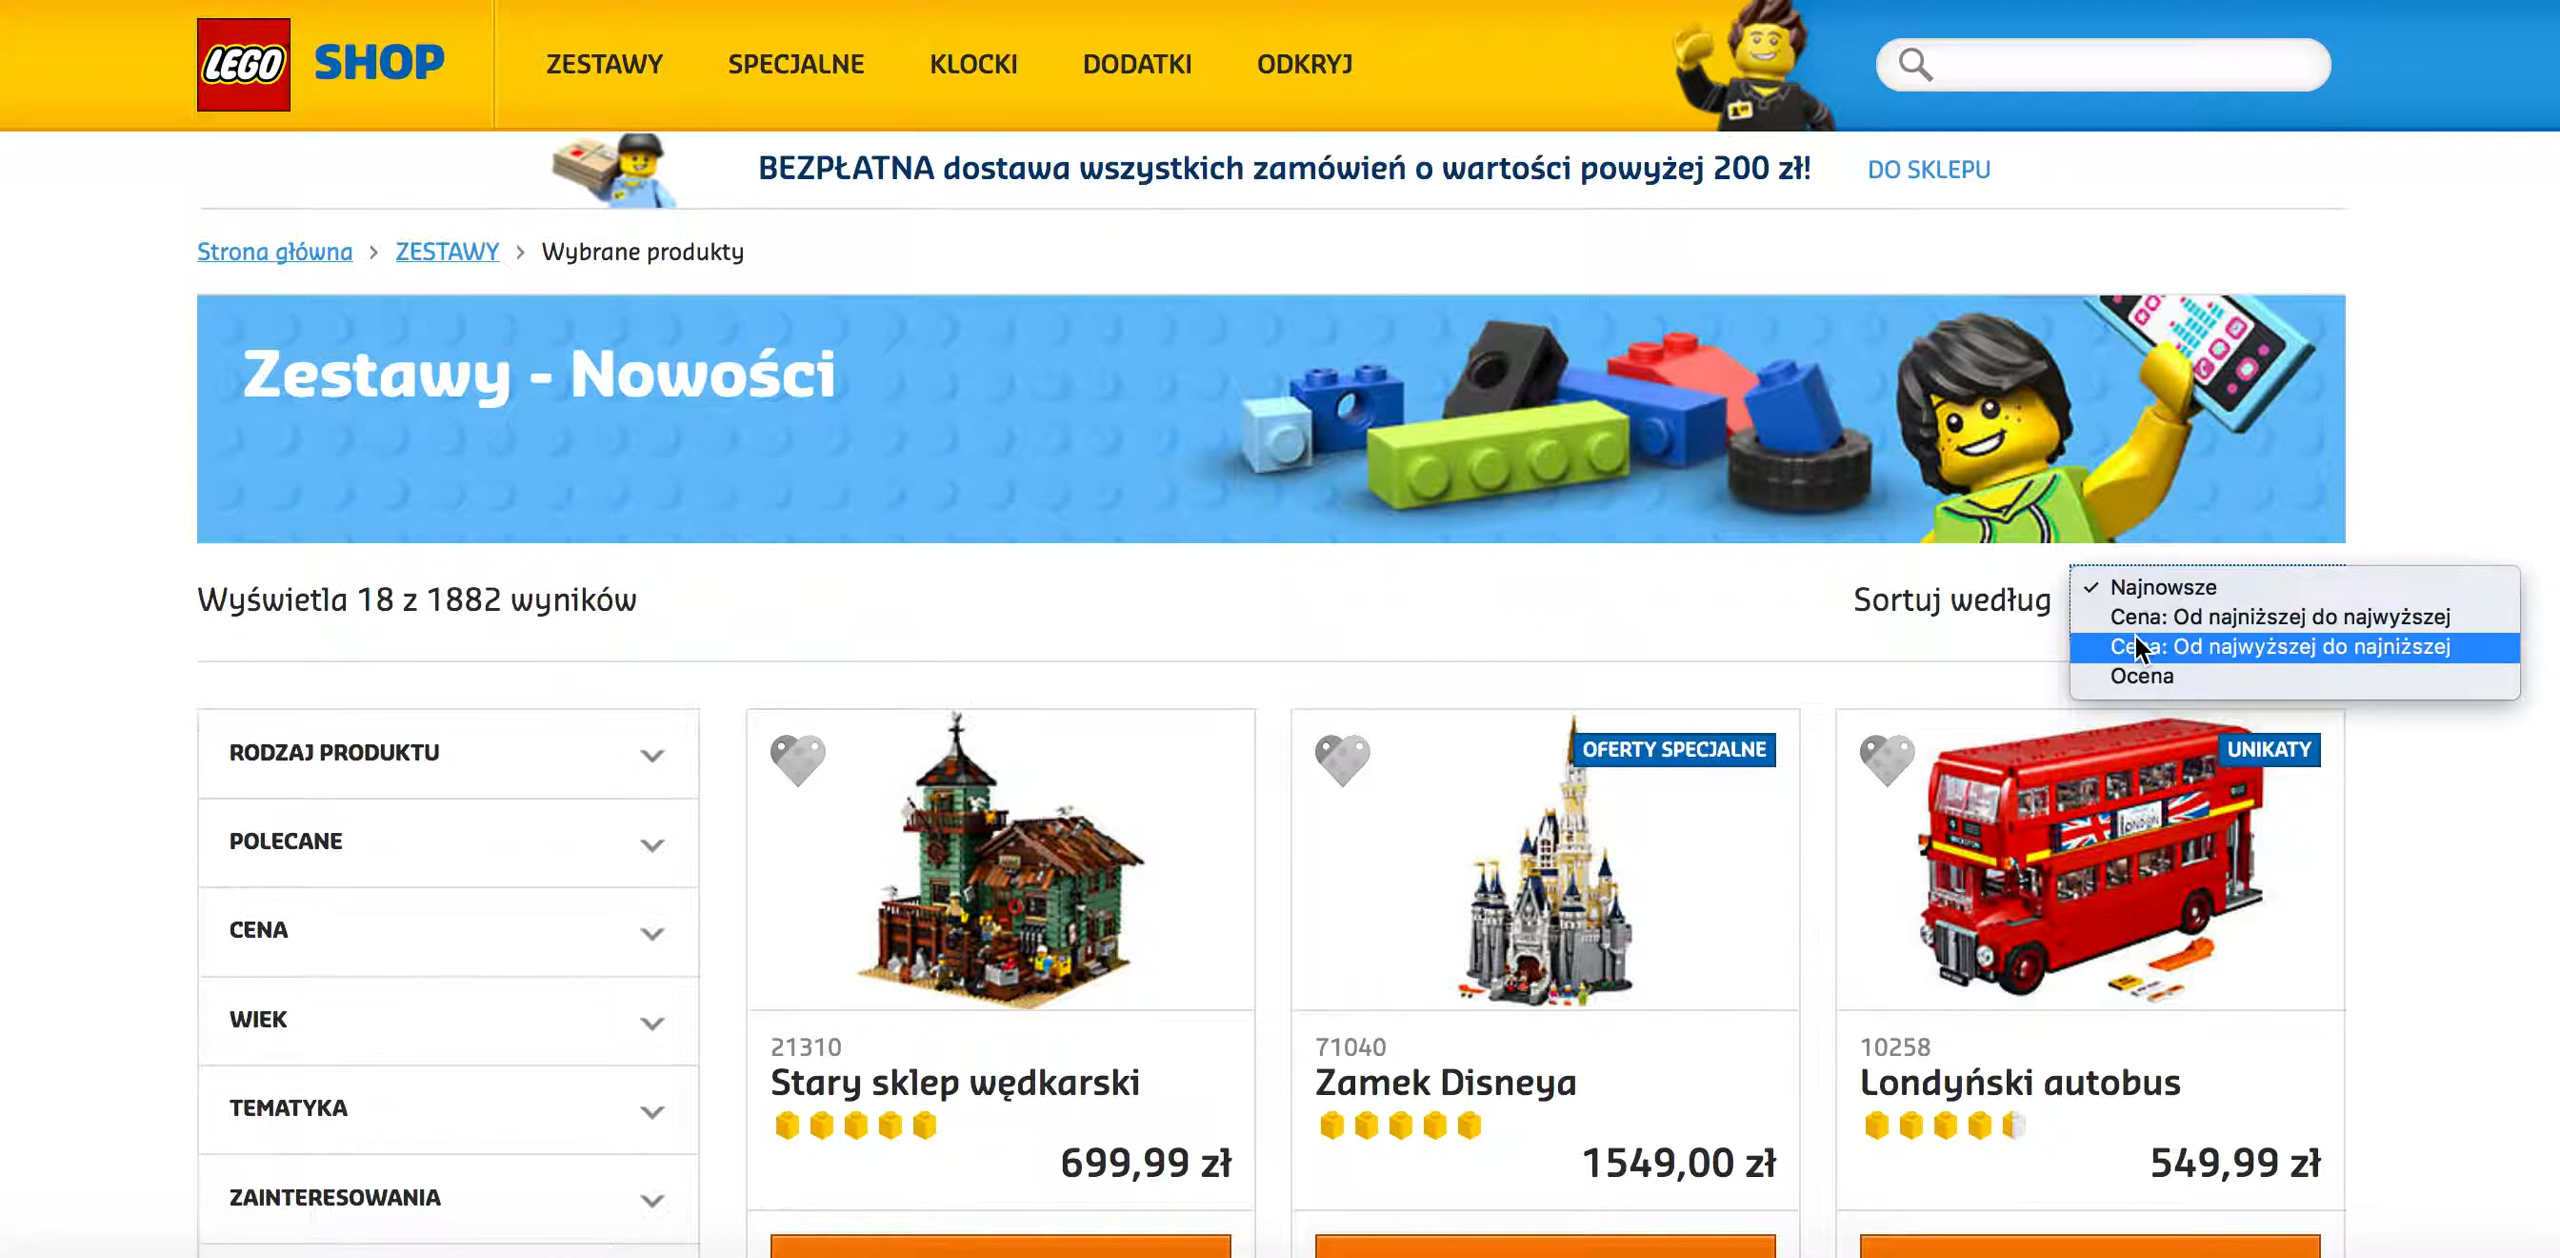 LEGO SHOP ZESTAWY SPECJALNE KLOCKI DODATKI ODKRYJ
BEZPŁATNA dostawa wszystkich zamówień o wartości powyżej 200 zł! DO SKLEPU
Strona główna › ZESTAWY › Wybrane produkty
Zestawy - Nowości
Wyświetla 18 z 1882 wyników
Sortuj według
✓ Najnowsze
Cena: Od najniższej do najwyższej
Cena: Od najwyższej do najniższej
Ocena
RODZAJ PRODUKTU
POLECANE
CENA
WIEK
TEMATYKA
ZAINTERESOWANIA
21310
Stary sklep wędkarski
699,99 zł
OFERTY SPECJALNE
71040
Zamek Disneya
1549,00 zł
UNIKATY
LONDON
10258
Londyński autobus
549,99 zł